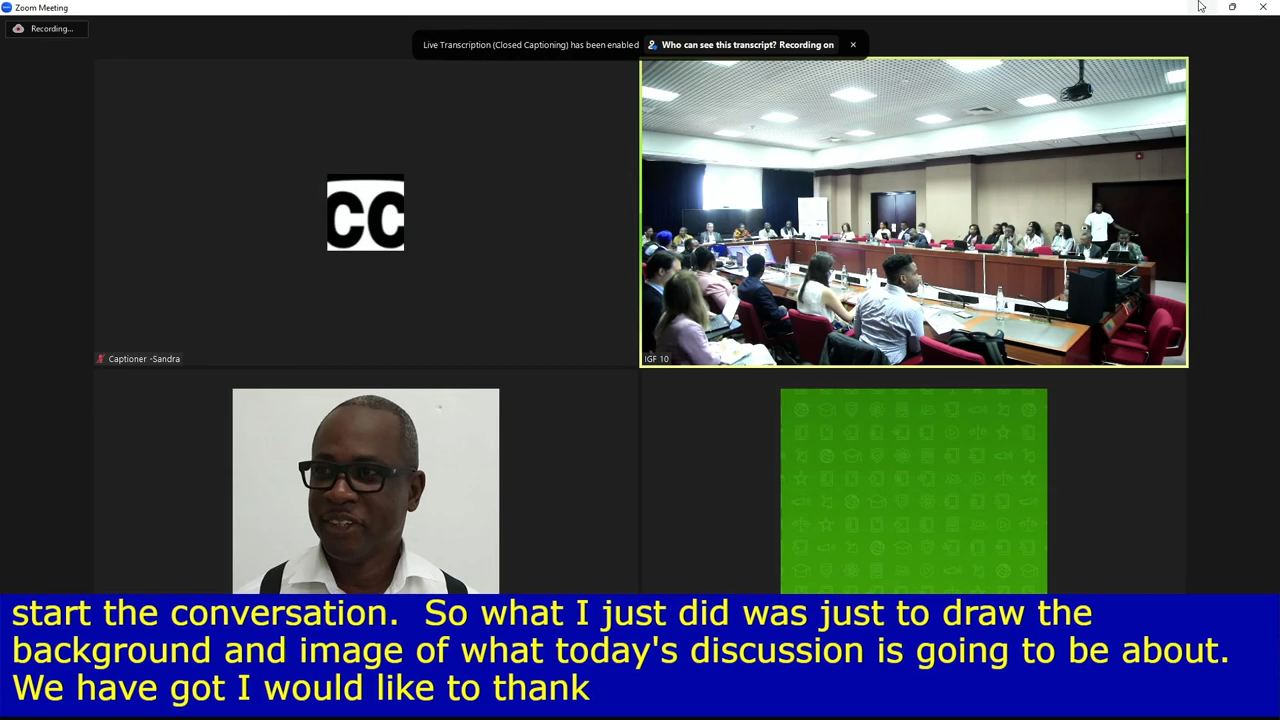 Zoom Meeting
Recording...
Live Transcription (Closed Captioning) has been enabled
Who can see this transcript? Recording on
CC
Captioner -Sandra
IGF 10
start the conversation.  So what I just did was just to draw the
background and image of what today's discussion is going to be about.
We have got I would like to thank